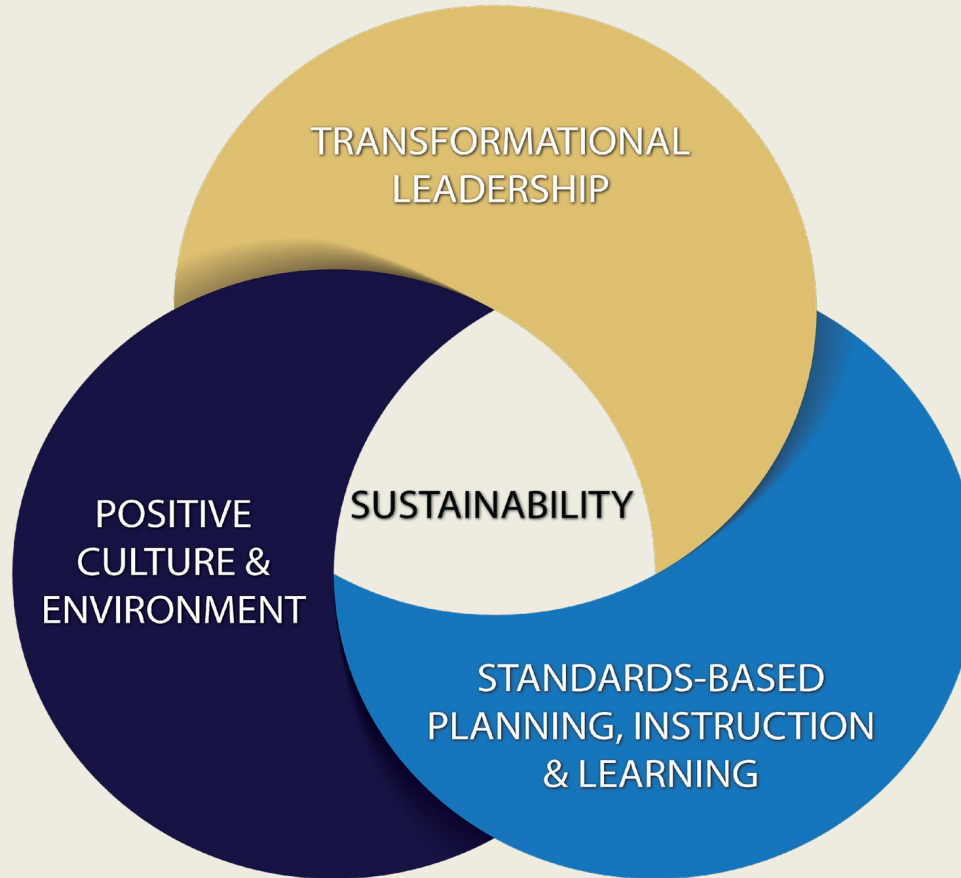 TRANSFORMATIONAL
LEADERSHIP
SUSTAINABILITY
POSITIVE
CULTURE &
ENVIRONMENT
STANDARDS-BASED
PLANNING, INSTRUCTION
& LEARNING